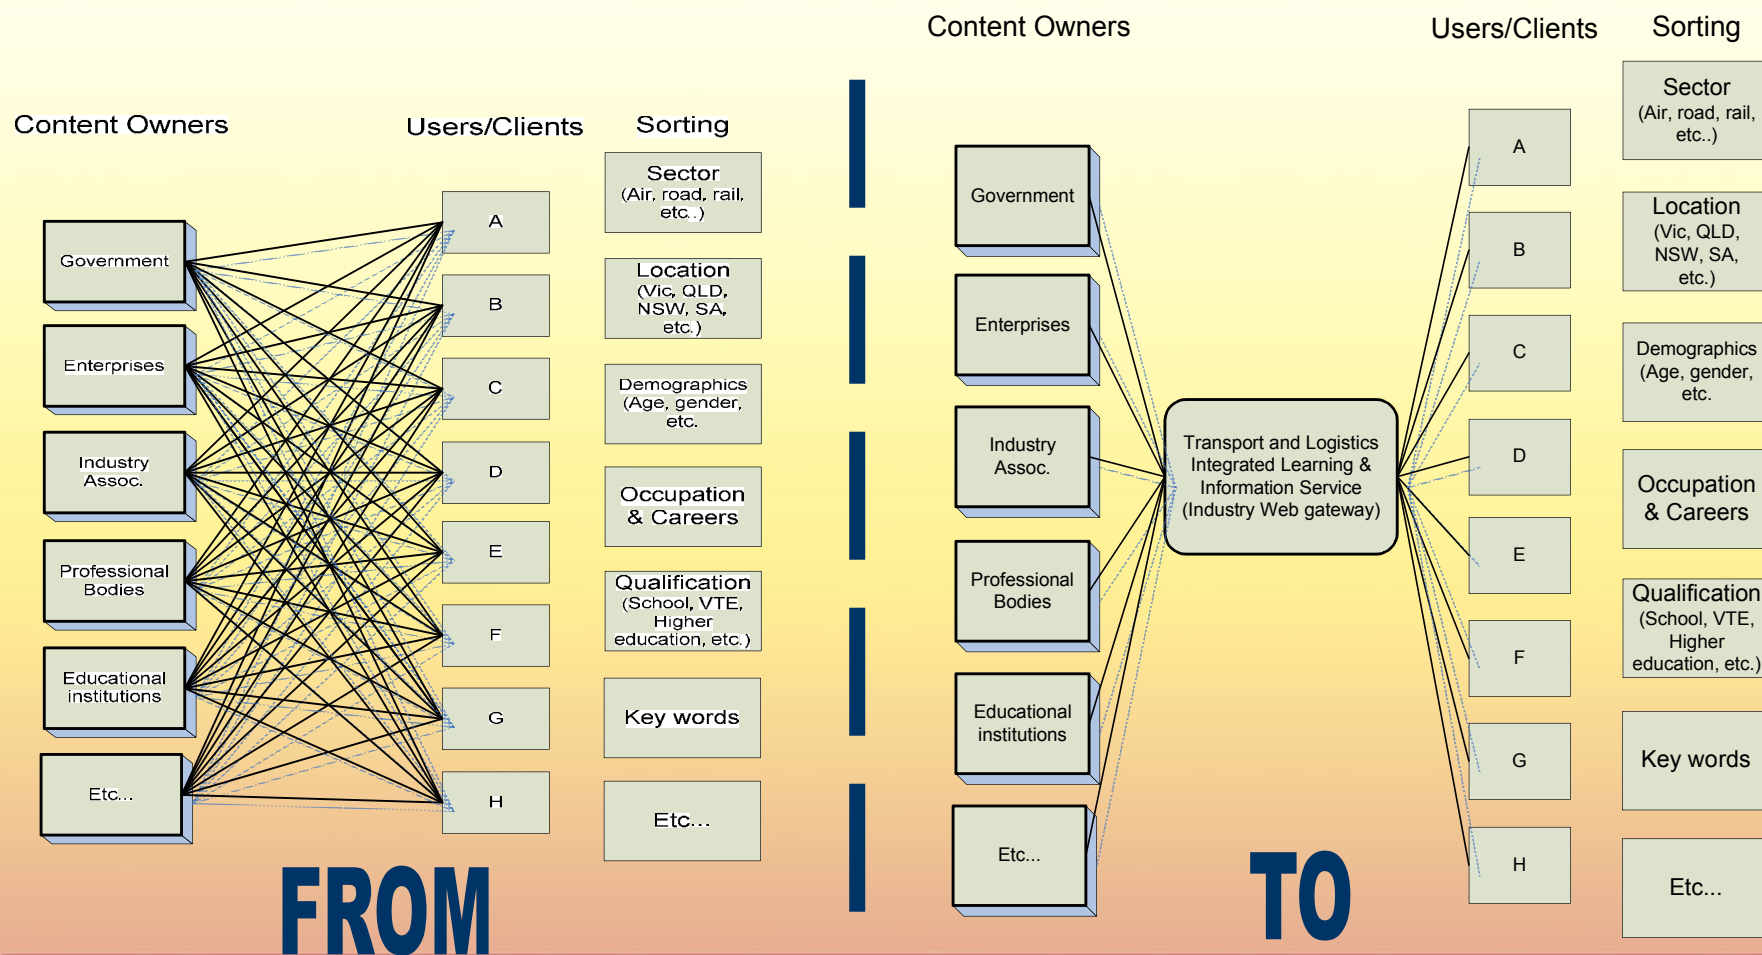 Content Owners
Users/Clients
Sorting
Government
Enterprises
Industry
Assoc.
Professional
Bodies
Educational
institutions
Etc...
A
B
C
D
E
F
G
H
Sector
(Air, road, rail,
etc..)
Location
(Vic, QLD,
NSW, SA,
etc.)
Demographics
(Age, gender,
etc.
Occupation
& Careers
Qualification
(School, VTE,
Higher
education, etc.)
Key words
Etc...
FROM
Content Owners
Users/Clients
Sorting
Government
Enterprises
Industry
Assoc.
Professional
Bodies
Educational
institutions
Etc...
Transport and Logistics
Integrated Learning &
Information Service
(Industry Web gateway)
A
B
C
D
E
F
G
H
Sector
(Air, road, rail,
etc..)
Location
(Vic, QLD,
NSW, SA,
etc.)
Demographics
(Age, gender,
etc.
Occupation
& Careers
Qualification
(School, VTE,
Higher
education, etc.)
Key words
Etc...
TO